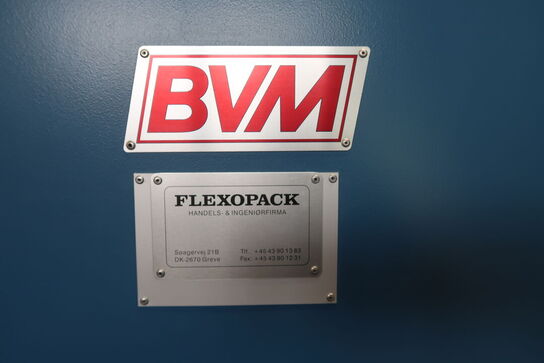 BVM
FLEXOPACK
HANDELS- & INGENIØRFIRMA
Søagervej 21B Tlf.: +45 43 90 13 83
DK-2670 Greve Fax: +45 43 90 12 31